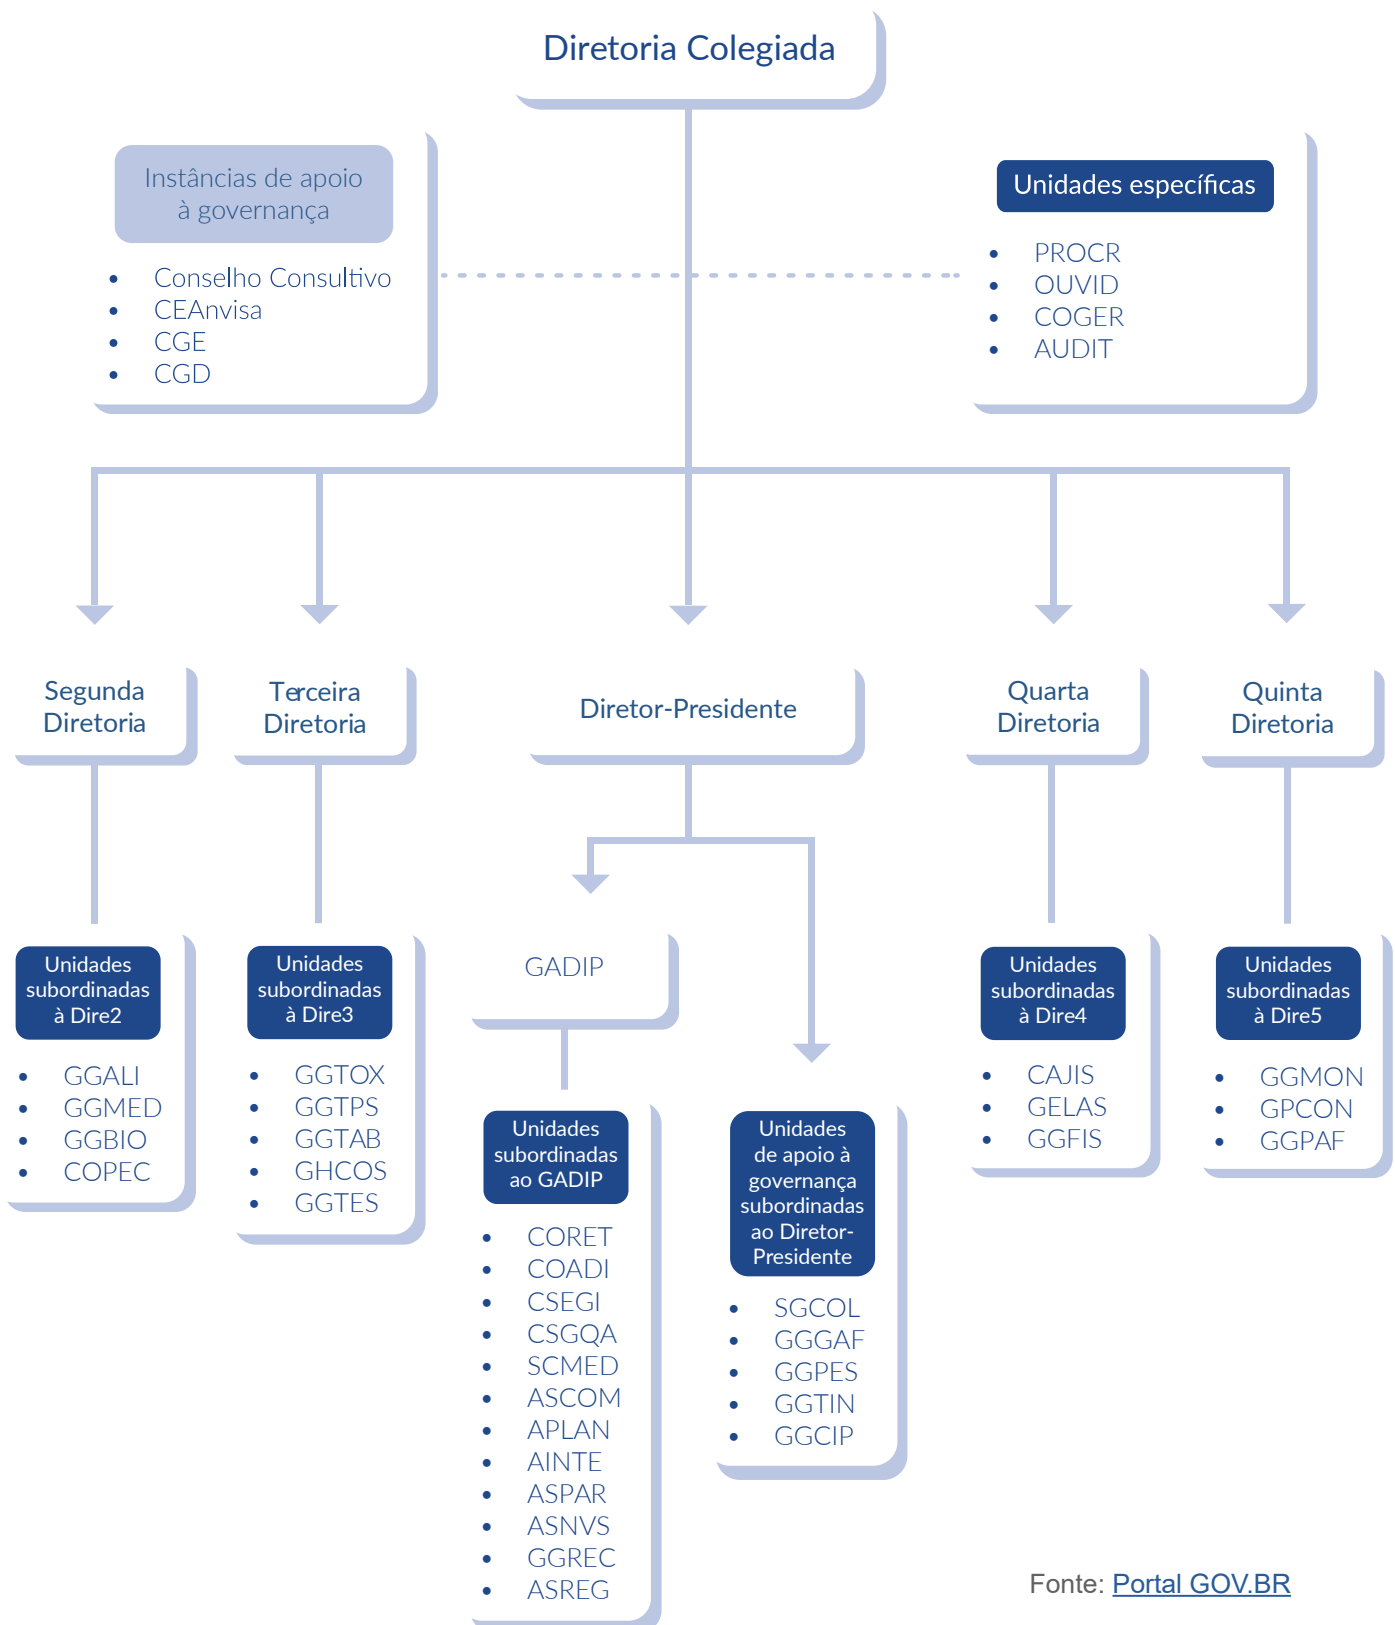 Diretoria Colegiada
Instâncias de apoio
à governança
• Conselho Consultivo
• CEAnvisa
• CGE
• CGD
Unidades específicas
• PROCR
• OUVID
• COGER
• AUDIT
Segunda
Diretoria
Terceira
Diretoria
Diretor-Presidente
Quarta
Diretoria
Quinta
Diretoria
Unidades
subordinadas
à Dire2
• GGALI
• GGMED
• GGBIO
• COPEC
Unidades
subordinadas
à Dire3
• GGTOX
• GGTPS
• GGTAB
• GHCOS
• GGTES
GADIP
Unidades
subordinadas
ao GADIP
• CORET
• COADI
• CSEGI
• CSGQA
• SCMED
• ASCOM
• APLAN
• AINTE
• ASPAR
• ASNVS
• GGREC
• ASREG
Unidades
de apoio à
governança
subordinadas
ao Diretor-
Presidente
• SGCOL
• GGGAF
• GGPES
• GGTIN
• GGCIP
Unidades
subordinadas
à Dire4
• CAJIS
• GELAS
• GGFIS
Unidades
subordinadas
à Dire5
• GGMON
• GPCON
• GGPAF
Fonte: Portal GOV.BR